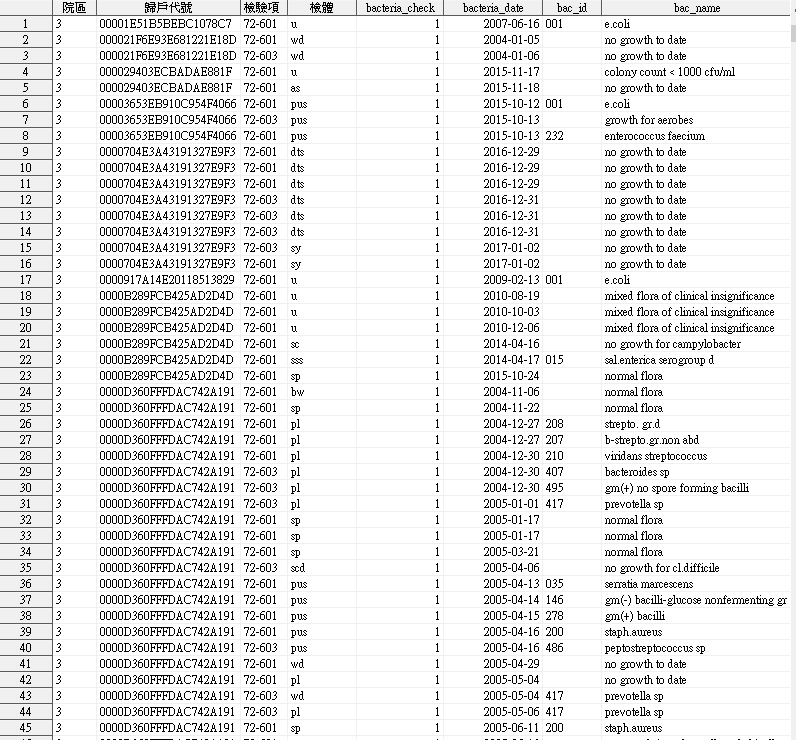 院區 歸戶代號 檢驗項 檢體 bacteria_check bacteria_date bac_id bac_name
1 3 00001E51B5BEBC1078C7 72-601 u 1 2007-06-16 001 e.coli
2 3 000021F6E93E681221E18D 72-601 wd 1 2004-01-05 no growth to date
3 3 000021F6E93E681221E18D 72-603 wd 1 2004-01-06 no growth to date
4 3 000029403ECBADAE881F 72-601 u 1 2015-11-17 colony count < 1000 cfu/ml
5 3 000029403ECBADAE881F 72-601 as 1 2015-11-18 no growth to date
6 3 00003653EB910C954F4066 72-601 pus 1 2015-10-12 001 e.coli
7 3 00003653EB910C954F4066 72-603 pus 1 2015-10-13 growth for aerobes
8 3 00003653EB910C954F4066 72-601 pus 1 2015-10-13 232 enterococcus faecium
9 3 0000704E3A43191327E9F3 72-601 dts 1 2016-12-29 no growth to date
10 3 0000704E3A43191327E9F3 72-601 dts 1 2016-12-29 no growth to date
11 3 0000704E3A43191327E9F3 72-601 dts 1 2016-12-29 no growth to date
12 3 0000704E3A43191327E9F3 72-603 dts 1 2016-12-31 no growth to date
13 3 0000704E3A43191327E9F3 72-603 dts 1 2016-12-31 no growth to date
14 3 0000704E3A43191327E9F3 72-603 dts 1 2016-12-31 no growth to date
15 3 0000704E3A43191327E9F3 72-603 sy 1 2017-01-02 no growth to date
16 3 0000704E3A43191327E9F3 72-601 sy 1 2017-01-02 no growth to date
17 3 0000917A14E20118513829 72-601 u 1 2009-02-13 001 e.coli
18 3 0000B289FCB425AD2D4D 72-601 u 1 2010-08-19 mixed flora of clinical insignificance
19 3 0000B289FCB425AD2D4D 72-601 u 1 2010-10-03 mixed flora of clinical insignificance
20 3 0000B289FCB425AD2D4D 72-601 u 1 2010-12-06 mixed flora of clinical insignificance
21 3 0000B289FCB425AD2D4D 72-601 sc 1 2014-04-16 no growth for campylobacter
22 3 0000B289FCB425AD2D4D 72-601 sss 1 2014-04-17 015 sal.enterica serogroup d
23 3 0000B289FCB425AD2D4D 72-601 sp 1 2015-10-24 normal flora
24 3 0000D360FFFDAC742A191 72-601 bw 1 2004-11-06 normal flora
25 3 0000D360FFFDAC742A191 72-601 sp 1 2004-11-22 normal flora
26 3 0000D360FFFDAC742A191 72-601 pl 1 2004-12-27 208 strepto. gr.d
27 3 0000D360FFFDAC742A191 72-601 pl 1 2004-12-27 207 b-strepto.gr.non abd
28 3 0000D360FFFDAC742A191 72-601 pl 1 2004-12-30 210 viridans streptococcus
29 3 0000D360FFFDAC742A191 72-603 pl 1 2004-12-30 407 bacteroides sp
30 3 0000D360FFFDAC742A191 72-603 pl 1 2004-12-30 495 gm(+) no spore forming bacilli
31 3 0000D360FFFDAC742A191 72-603 pl 1 2005-01-01 417 prevotella sp
32 3 0000D360FFFDAC742A191 72-601 sp 1 2005-01-17 normal flora
33 3 0000D360FFFDAC742A191 72-601 sp 1 2005-01-17 normal flora
34 3 0000D360FFFDAC742A191 72-601 sp 1 2005-03-21 normal flora
35 3 0000D360FFFDAC742A191 72-603 scd 1 2005-04-06 no growth for cl.difficile
36 3 0000D360FFFDAC742A191 72-601 pus 1 2005-04-13 035 serratia marcescens
37 3 0000D360FFFDAC742A191 72-601 pus 1 2005-04-14 146 gm(-) bacilli-glucose nonfermenting gr
38 3 0000D360FFFDAC742A191 72-601 pus 1 2005-04-15 278 gm(+) bacilli
39 3 0000D360FFFDAC742A191 72-601 pus 1 2005-04-16 200 staph.aureus
40 3 0000D360FFFDAC742A191 72-603 pus 1 2005-04-16 486 peptostreptococcus sp
41 3 0000D360FFFDAC742A191 72-601 wd 1 2005-04-29 no growth to date
42 3 0000D360FFFDAC742A191 72-601 pl 1 2005-05-04 no growth to date
43 3 0000D360FFFDAC742A191 72-603 wd 1 2005-05-04 417 prevotella sp
44 3 0000D360FFFDAC742A191 72-603 pl 1 2005-05-06 417 prevotella sp
45 3 0000D360FFFDAC742A191 72-601 sp 1 2005-06-11 200 staph.aureus